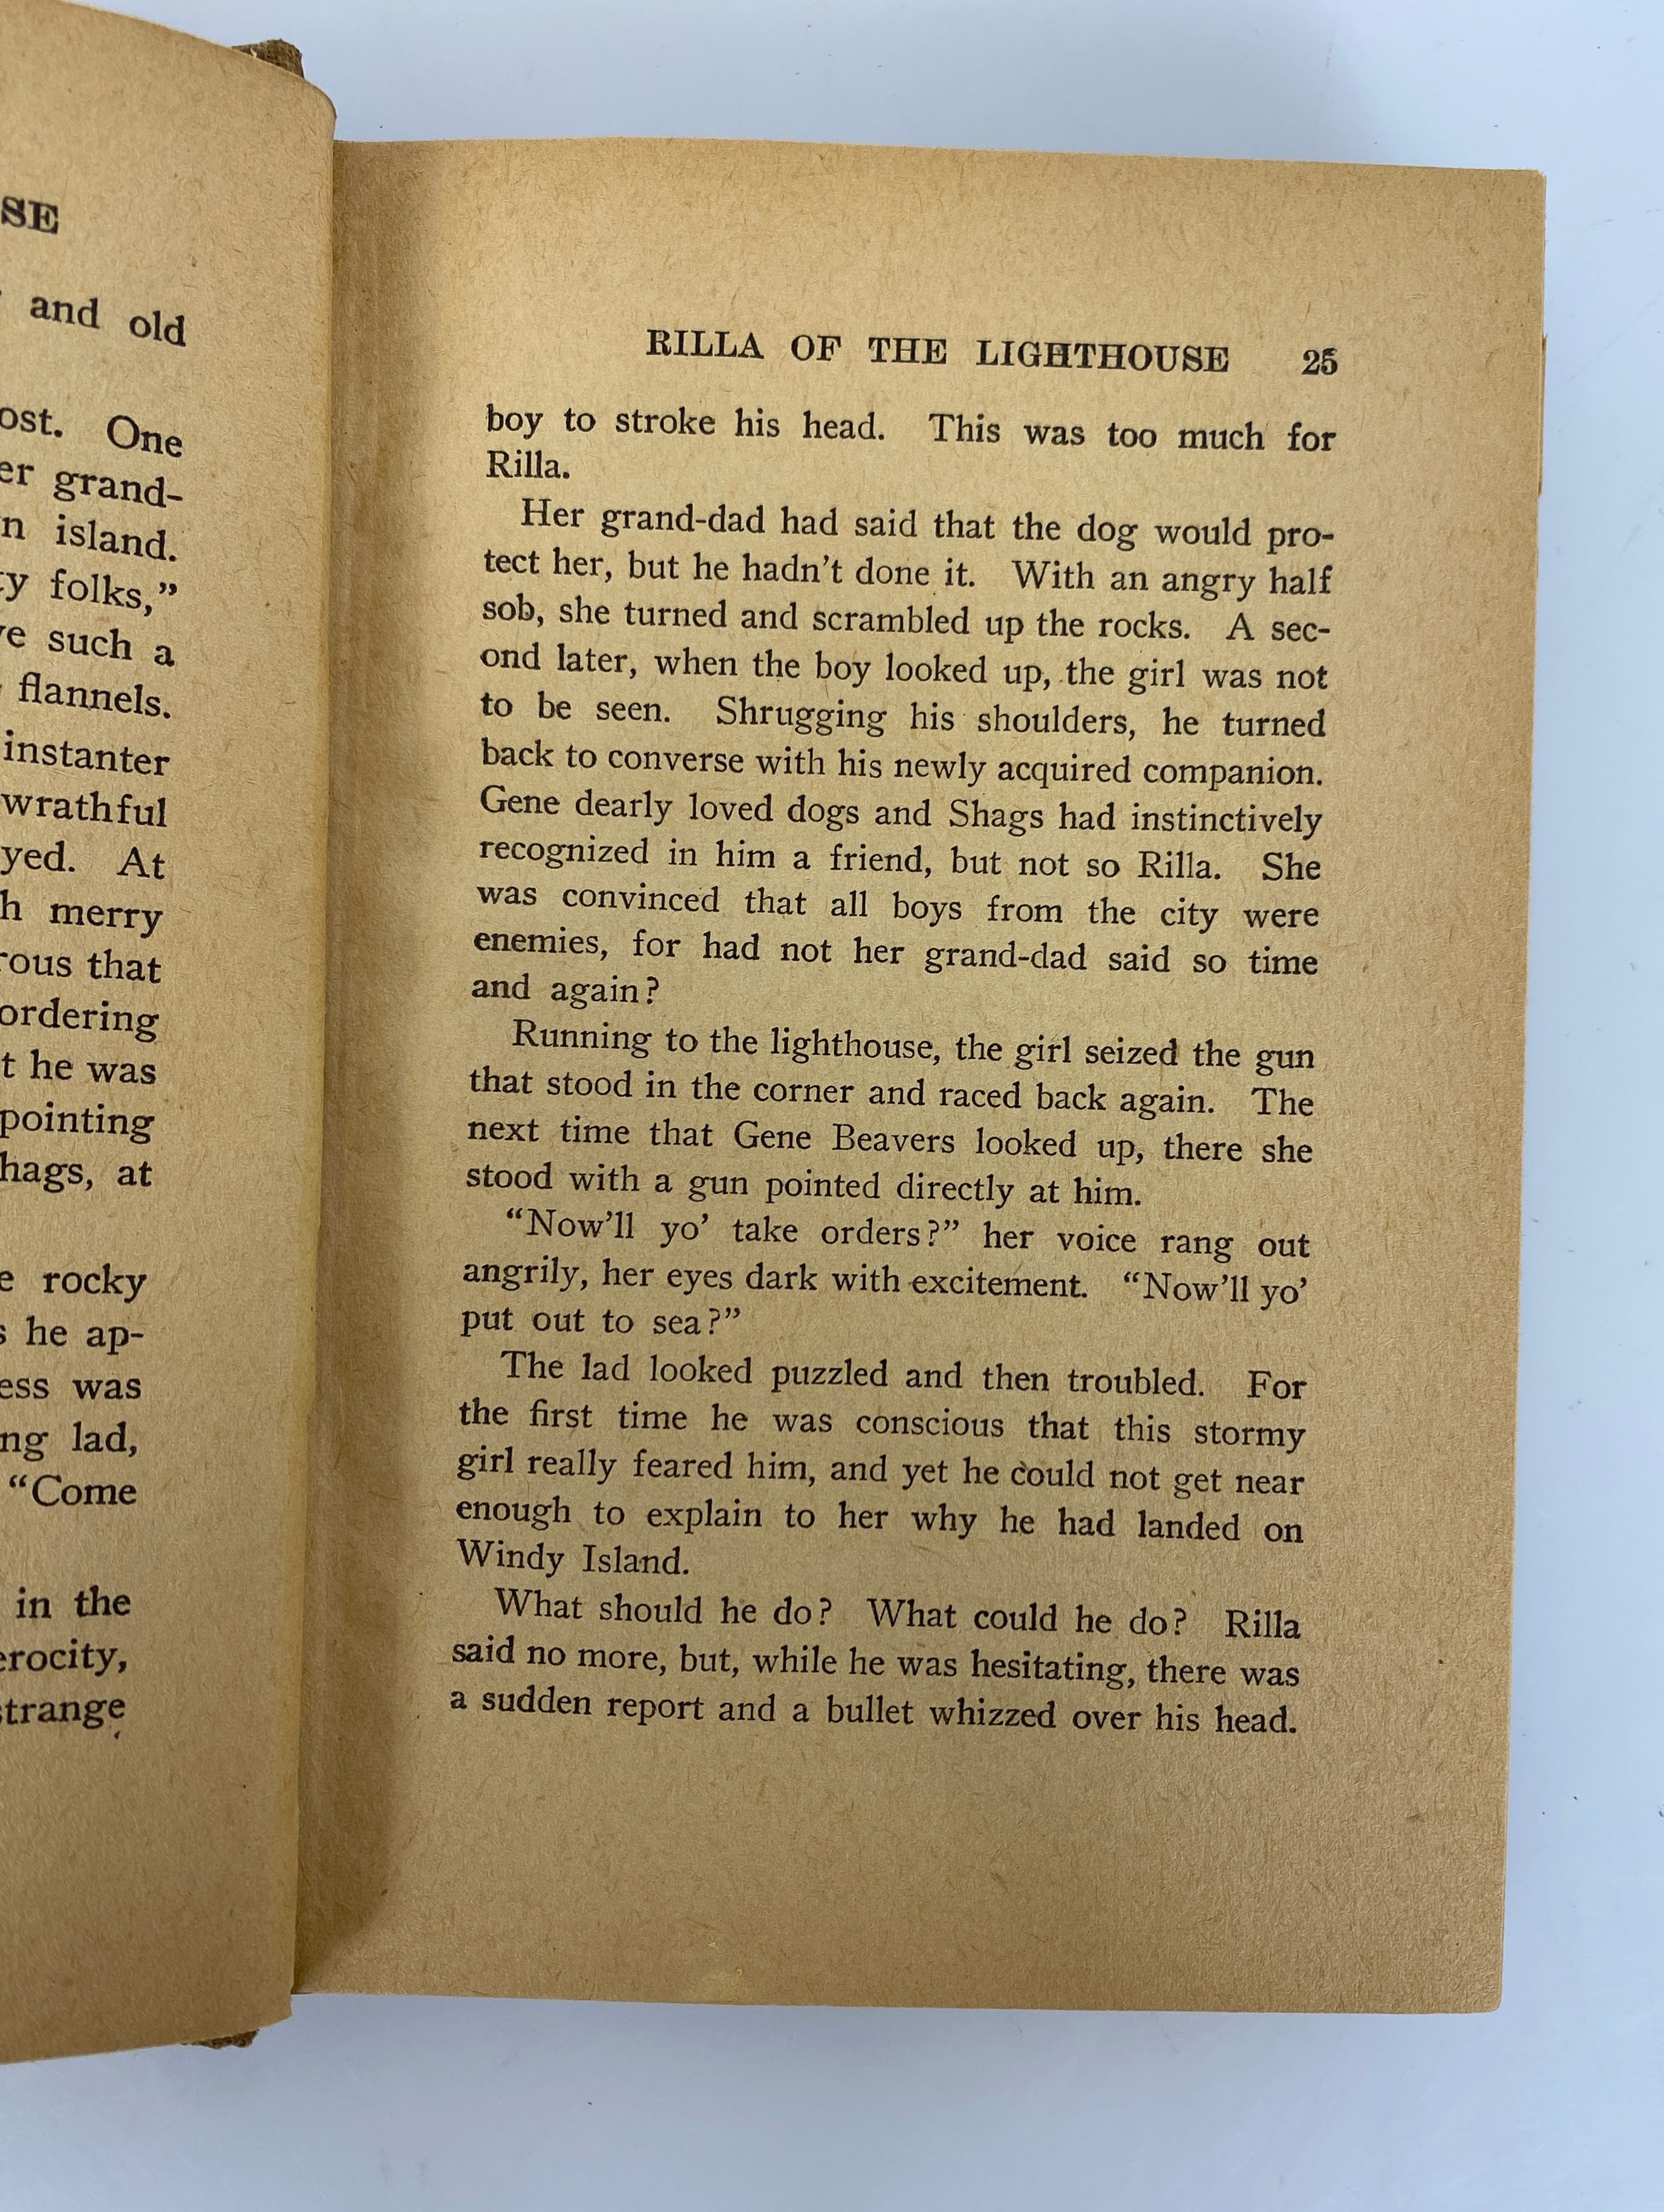 SE
and old
One
grand-
island.
folks,”
such a
flannels.
instanter
wrathful
At
merry
that
ordering
he was
pointing
at
rocky
he ap-
was
lad,
“Come
in the
RILLA OF THE LIGHTHOUSE 25
boy to stroke his head. This was too much for
Rilla.
Her grand-dad had said that the dog would pro-
tect her, but he hadn’t done it. With an angry half
sob, she turned and scrambled up the rocks. A sec-
ond later, when the boy looked up, the girl was not
to be seen. Shrugging his shoulders, he turned
back to converse with his newly acquired companion.
Gene dearly loved dogs and Shags had instinctively
recognized in him a friend, but not so Rilla. She
was convinced that all boys from the city were
enemies, for had not her grand-dad said so time
and again?
Running to the lighthouse, the girl seized the gun
that stood in the corner and raced back again. The
next time that Gene Beavers looked up, there she
stood with a gun pointed directly at him.
“Now’ll yo’ take orders?” her voice rang out
angrily, her eyes dark with excitement. “Now’ll yo’
put out to sea?”
The lad looked puzzled and then troubled. For
the first time he was conscious that this stormy
girl really feared him, and yet he could not get near
enough to explain to her why he had landed on
Windy Island.
What should he do? What could he do? Rilla
said no more, but, while he was hesitating, there was
a sudden report and a bullet whizzed over his head.